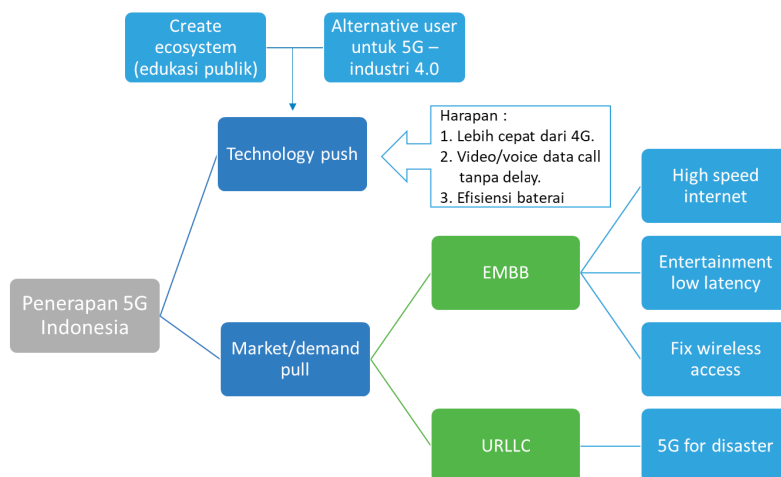 Create
ecosystem
(edukasi publik)
Alternative user
untuk 5G –
industri 4.0
Technology push
Harapan :
1. Lebih cepat dari 4G.
2. Video/voice data call
tanpa delay.
3. Efisiensi baterai
High speed
internet
EMBB
Entertainment
low latency
Penerapan 5G
Indonesia
Market/demand
pull
Fix wireless
access
URLLC
5G for disaster